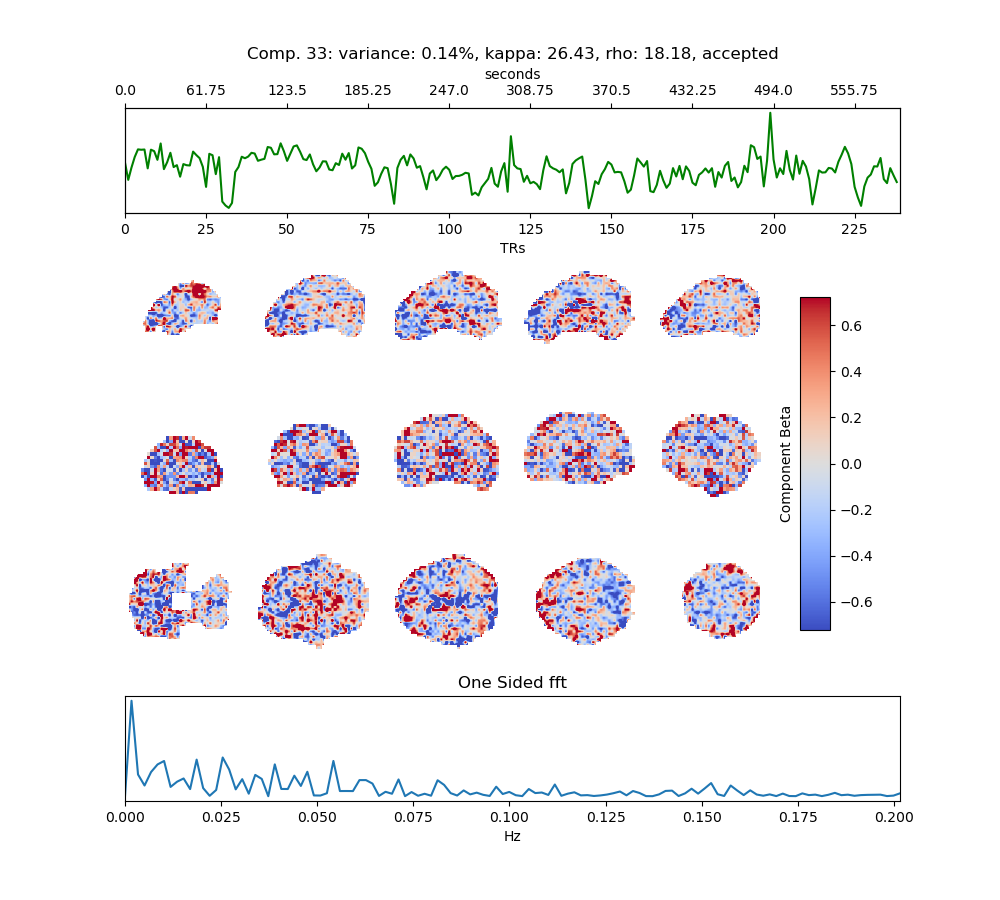 Comp. 33: variance: 0.14%, kappa: 26.43, rho: 18.18, accepted
seconds
0.0 61.75 123.5 185.25 247.0 308.75 370.5 432.25 494.0 555.75
0 25 50 75 100 125 150 175 200 225
TRs
0.6
0.4
0.2
0.0
−0.2
−0.4
−0.6
Component Beta
One Sided fft
0.000 0.025 0.050 0.075 0.100 0.125 0.150 0.175 0.200
Hz